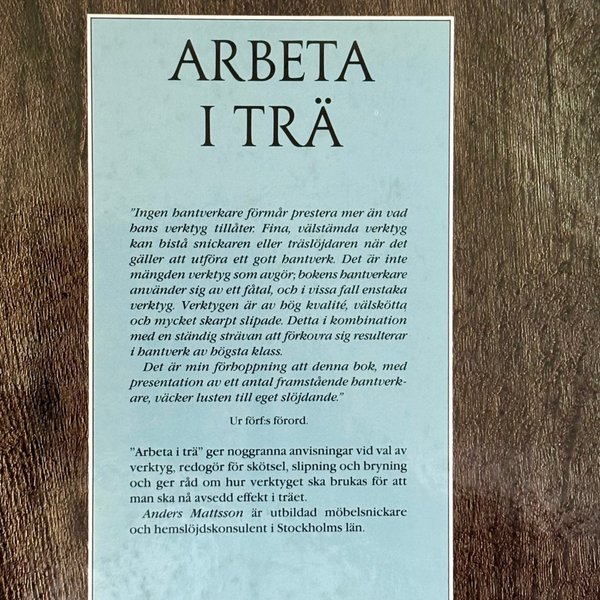 ARBETA
I TRÄ
"Ingen hantverkare förmår prestera mer än vad
hans verktyg tillåter. Fina, välstämda verktyg
kan bistå snickaren eller träslöjdaren när det
gäller att utföra ett gott hantverk. Det är inte
mängden verktyg som avgör; bokens hantverkare
använder sig av ett fåtal, och i vissa fall enstaka
verktyg. Verktygen är av hög kvalité, välskötta
och mycket skarpt slipade. Detta i kombination
med en ständig strävan att förkovra sig resulterar
i hantverk av högsta klass.
Det är min förhoppning att denna bok, med
presentation av ett antal framstående hantverk-
are, väcker lusten till eget slöjdande."
Ur förf:s förord.
"Arbeta i trä" ger noggranna anvisningar vid val av
verktyg, redogör för skötsel, slipning och bryning
och ger råd om hur verktyget ska brukas för att
man ska nå avsedd effekt i träet.
Anders Mattsson är utbildad möbelsnickare
och hemslöjdskonsulent i Stockholms län.